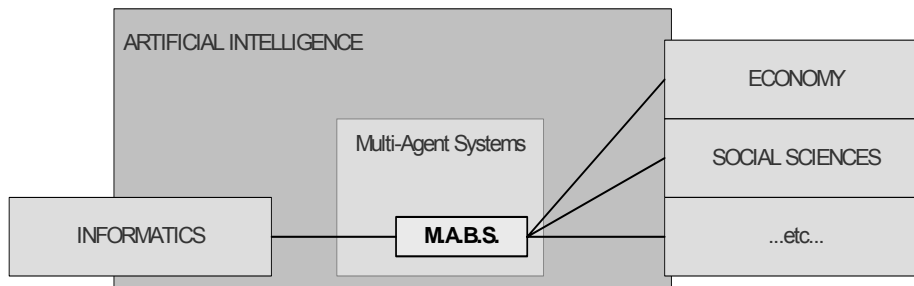 ARTIFICIAL INTELLIGENCE
ECONOMY
Multi-Agent Systems
SOCIAL SCIENCES
INFORMATICS
M.A.B.S.
...etc...